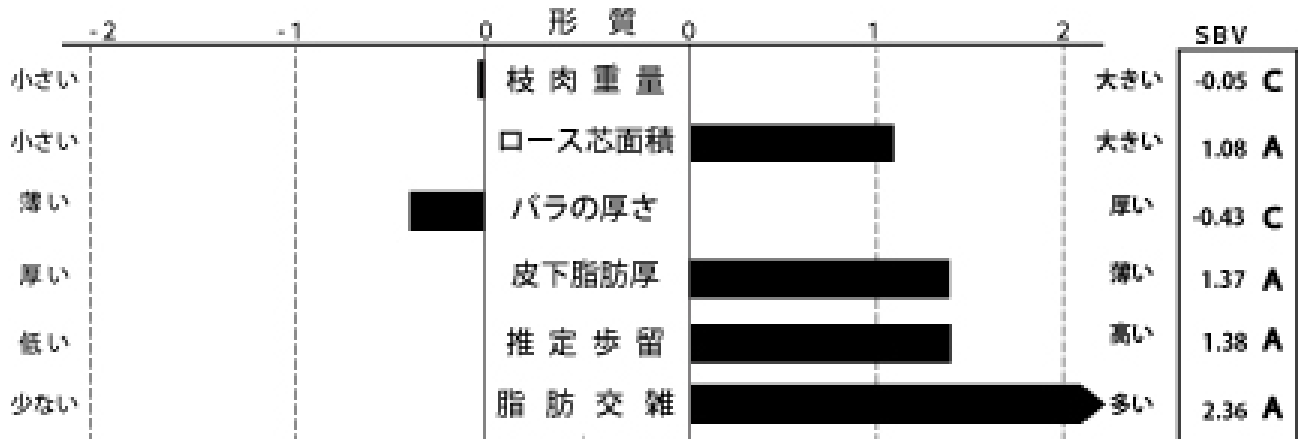 -2 -1 0 形 質 0 1 2 SBV
小さい 枝 肉 重 量 大きい -0.05 C
小さい ロース芯面積 大きい 1.08 A
薄い バラの厚さ 厚い -0.43 C
厚い 皮下脂肪厚 薄い 1.37 A
低い 推 定 歩 留 高い 1.38 A
少ない 脂 肪 交 雑 多い 2.36 A